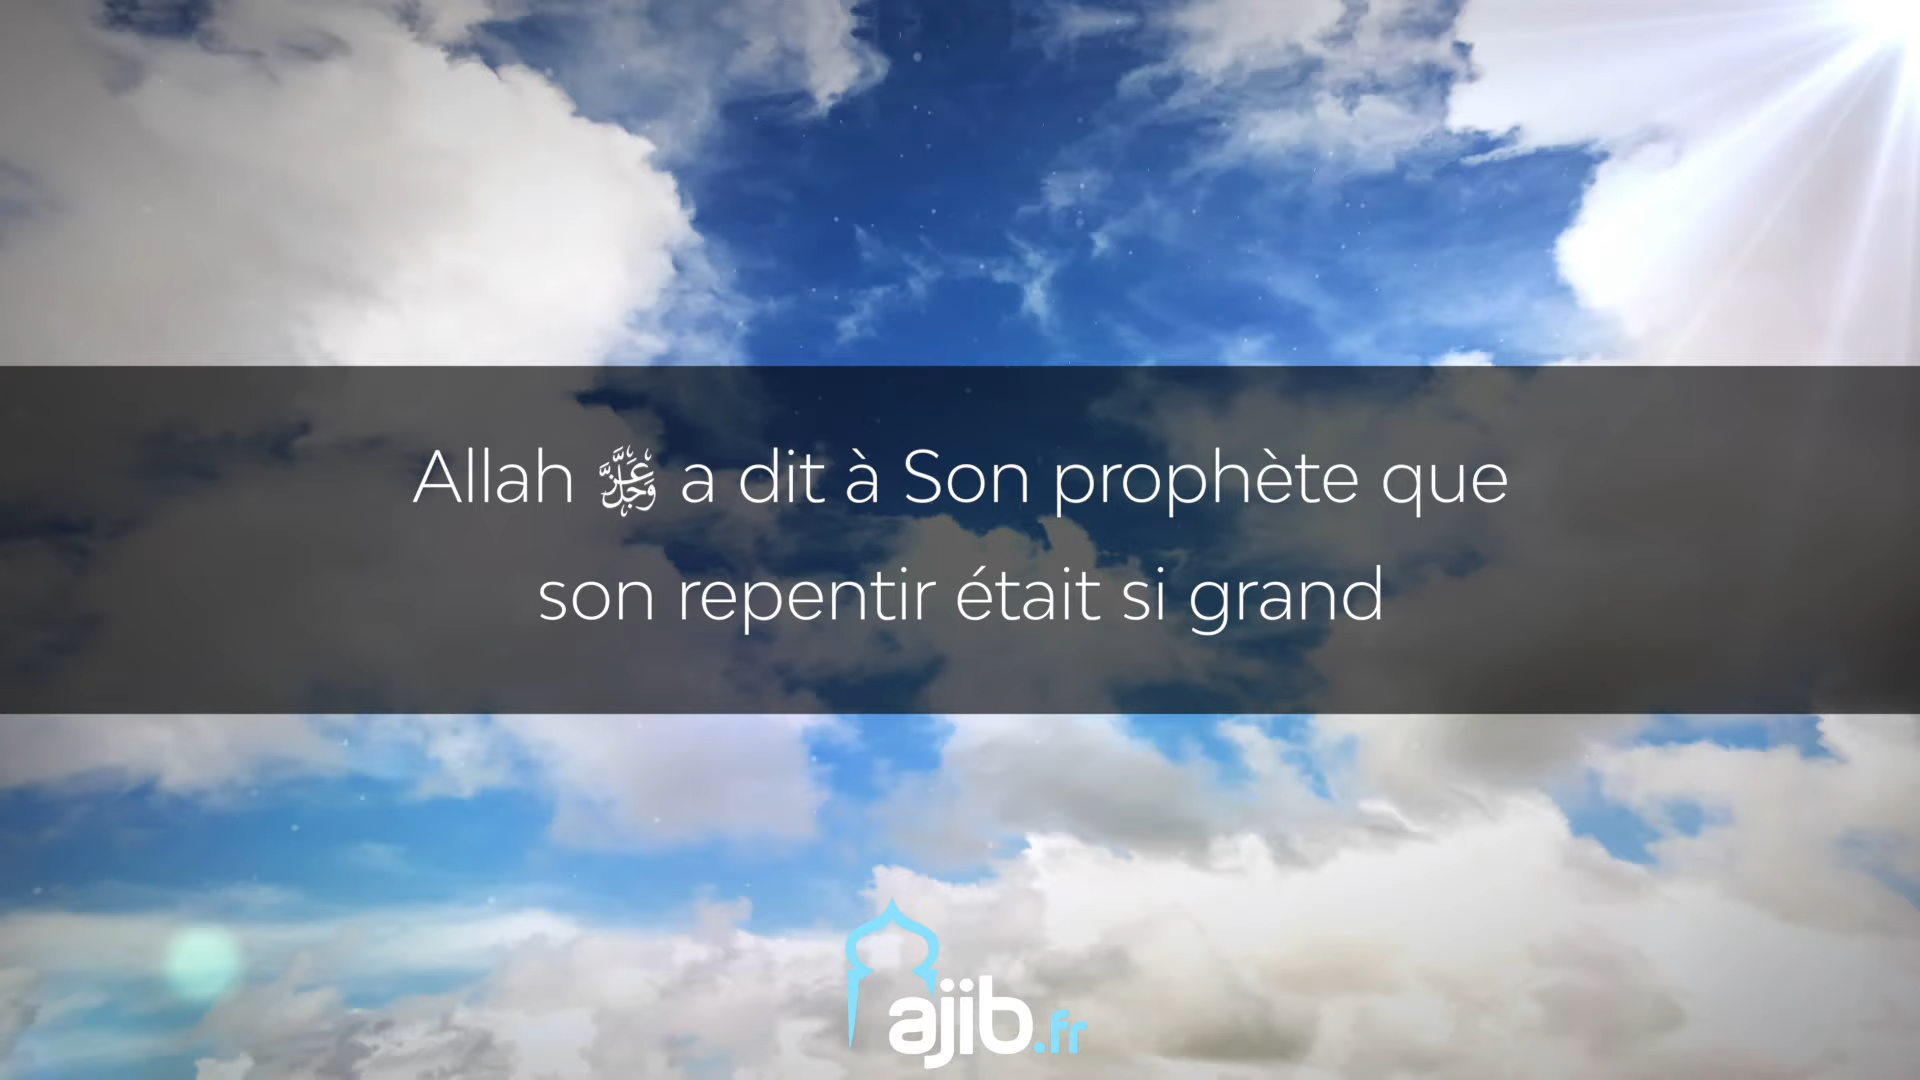 Allah عَزَّ وَجَلَّ a dit à Son prophète que
son repentir était si grand
ajib.fr